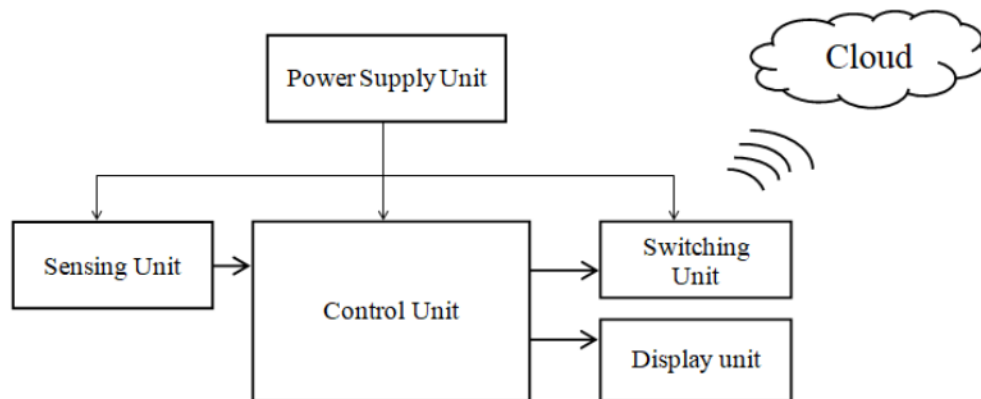 Cloud
Power Supply Unit
Sensing Unit
Control Unit
Switching
Unit
Display unit